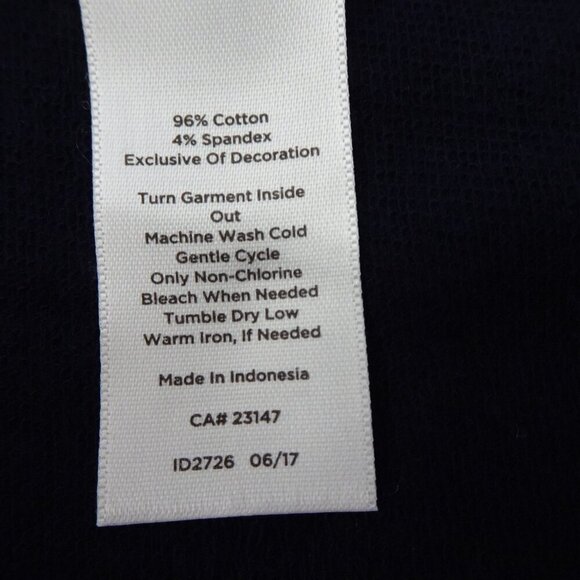 96% Cotton
4% Spandex
Exclusive Of Decoration
Turn Garment Inside
Out
Machine Wash Cold
Gentle Cycle
Only Non-Chlorine
Bleach When Needed
Tumble Dry Low
Warm Iron, If Needed
Made In Indonesia
CA# 23147
ID2726 06/17